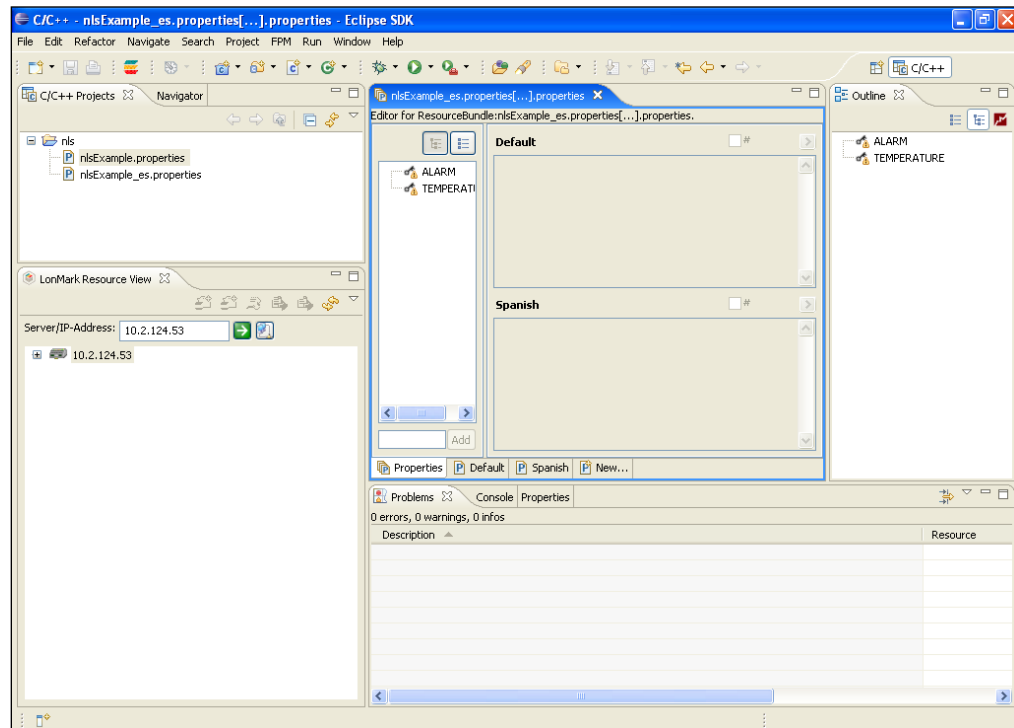 C/C++ - nlsExample_es.properties[...].properties - Eclipse SDK
File Edit Refactor Navigate Search Project FPM Run Window Help
C/C++
C/C++ Projects Navigator
nls
nlsExample.properties
nlsExample_es.properties
LonMark Resource View
Server/IP-Address: 10.2.124.53
10.2.124.53
nlsExample_es.properties[...].properties
Editor for ResourceBundle:nlsExample_es.properties[...].properties.
ALARM
TEMPERATU
Add
Default #
Spanish #
Properties Default Spanish New...
Outline
ALARM
TEMPERATURE
Problems Console Properties
0 errors, 0 warnings, 0 infos
Description Resource